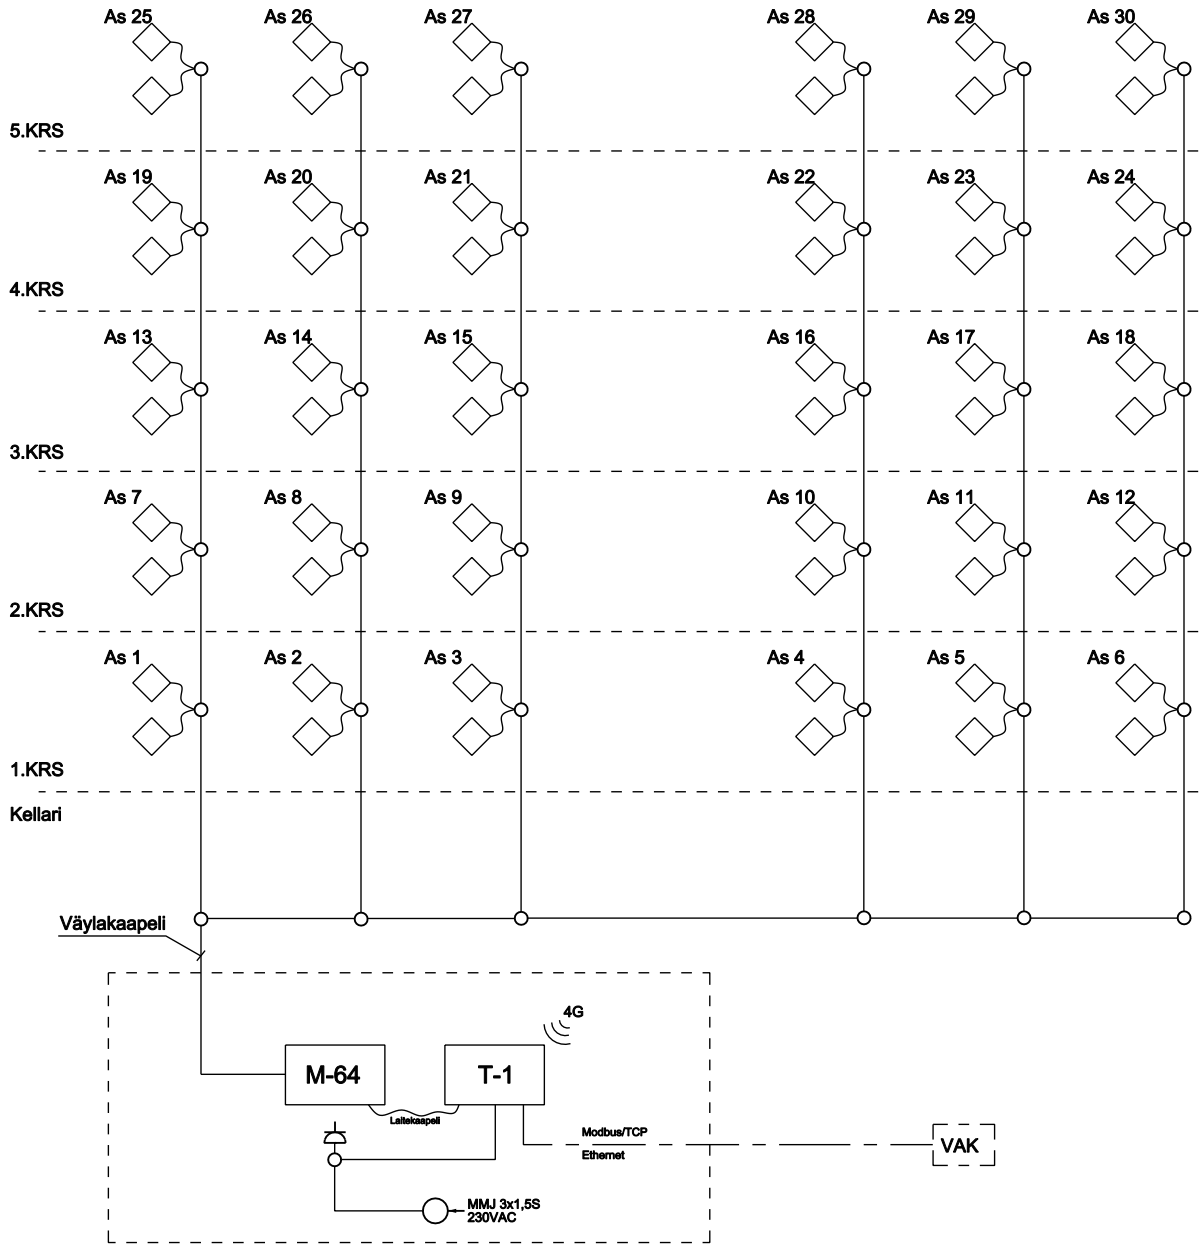 As 25
As 26
As 27
As 28
As 29
As 30
5.KRS
As 19
As 20
As 21
As 22
As 23
As 24
4.KRS
As 13
As 14
As 15
As 16
As 17
As 18
3.KRS
As 7
As 8
As 9
As 10
As 11
As 12
2.KRS
As 1
As 2
As 3
As 4
As 5
As 6
1.KRS
Kellari
Väylakaapeli
4G
M-64
T-1
Laitekaapeli
Modbus/TCP
Ethernet
VAK
MMJ 3x1,5S
230VAC